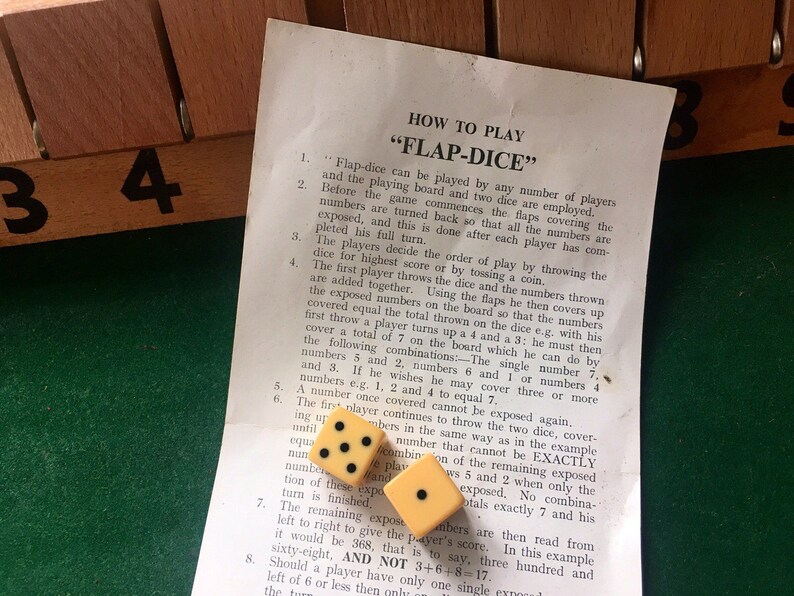 3 4 8 9
HOW TO PLAY
“FLAP-DICE”
1. “ Flap-dice can be played by any number of players
and the playing board and two dice are employed.
2. Before the game commences the flaps covering the
numbers are turned back so that all the numbers are
exposed, and this is done after each player has com-
pleted his full turn.
3. The players decide the order of play by throwing the
dice for highest score or by tossing a coin.
4. The first player throws the dice and the numbers thrown
are added together. Using the flaps he then covers up
the exposed numbers on the board so that the numbers
covered equal the total thrown on the dice e.g. with his
first throw a player turns up a 4 and a 3: he must then
cover a total of 7 on the board which he can do by
the following combinations:—The single number 7,
numbers 5 and 2, numbers 6 and 1 or numbers 4
and 3. If he wishes he may cover three or more
numbers e.g. 1, 2 and 4 to equal 7.
5. A number once covered cannot be exposed again.
6. The first player continues to throw the two dice, cover-
ing up numbers in the same way as in the example
until number that cannot be EXACTLY
combination of the remaining exposed
5 and 2 when only the
exposed. No combina-
tion of these totals exactly 7 and his
turn is finished.
7. The remaining exposed numbers are then read from
left to right to give the player's score. In this example
it would be 368, that is to say, three hundred and
sixty-eight, AND NOT 3+6+8=17.
8. Should a player have only one single exposed
left of 6 or less then only
the turn